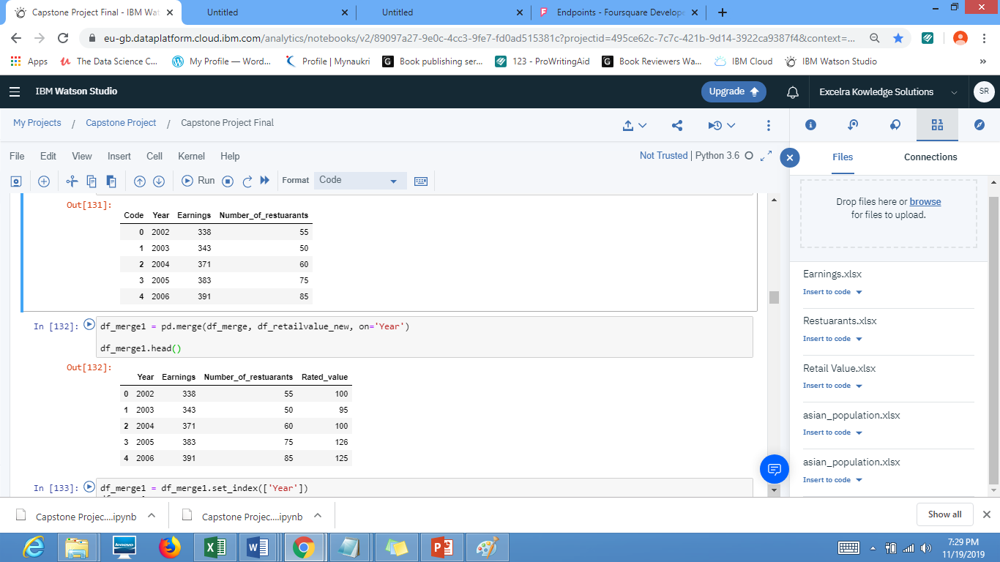 Capstone Project Final - IBM Wat
Untitled
Untitled
Endpoints - Foursquare Develope
eu-gb.dataplatform.cloud.ibm.com/analytics/notebooks/v2/89097a27-9e0c-4cc3-9fe7-fd0ad515381c?projectid=495ce62c-7c7c-421b-9d14-3922ca9387f4&context=...
Apps The Data Science C... My Profile — Word... Profile | Mynaukri Book publishing ser... 123 - ProWritingAid Book Reviewers Wa... IBM Cloud IBM Watson Studio »
IBM Watson Studio
Upgrade
Excelra Kowledge Solutions
SR
My Projects / Capstone Project / Capstone Project Final
File Edit View Insert Cell Kernel Help
Not Trusted | Python 3.6
Run Format Code
Out[131]:
Code Year Earnings Number_of_restuarants
0 2002 338 55
1 2003 343 50
2 2004 371 60
3 2005 383 75
4 2006 391 85
In [132]: df_merge1 = pd.merge(df_merge, df_retailvalue_new, on='Year')
df_merge1.head()
Out[132]:
Year Earnings Number_of_restuarants Rated_value
0 2002 338 55 100
1 2003 343 50 95
2 2004 371 60 100
3 2005 383 75 126
4 2006 391 85 125
In [133]: df_merge1 = df_merge1.set_index(['Year'])
Files Connections
Drop files here or browse
for files to upload.
Earnings.xlsx
Insert to code
Restuarants.xlsx
Insert to code
Retail Value.xlsx
Insert to code
asian_population.xlsx
Insert to code
asian_population.xlsx
Insert to code
Capstone Projec....ipynb
Capstone Projec....ipynb
Show all
lenovo
7:29 PM
11/19/2019